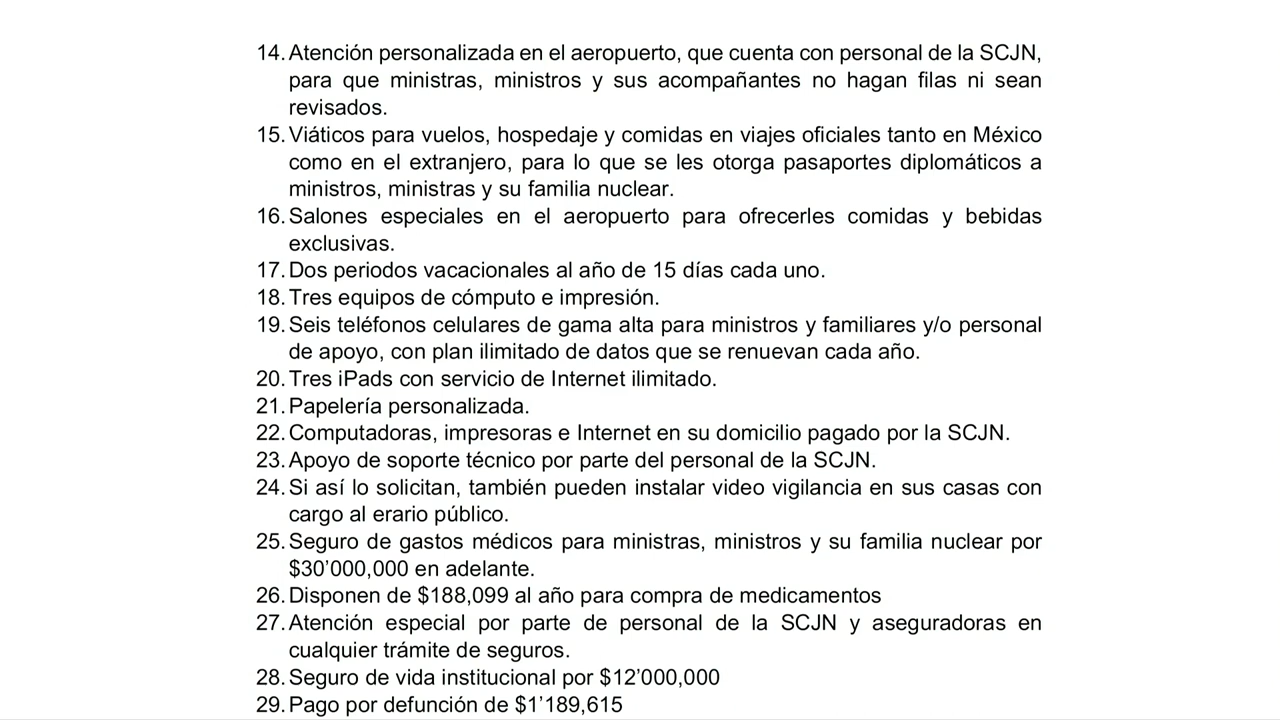 14. Atención personalizada en el aeropuerto, que cuenta con personal de la SCJN,
para que ministras, ministros y sus acompañantes no hagan filas ni sean
revisados.
15. Viáticos para vuelos, hospedaje y comidas en viajes oficiales tanto en México
como en el extranjero, para lo que se les otorga pasaportes diplomáticos a
ministros, ministras y su familia nuclear.
16. Salones especiales en el aeropuerto para ofrecerles comidas y bebidas
exclusivas.
17. Dos periodos vacacionales al año de 15 días cada uno.
18. Tres equipos de cómputo e impresión.
19. Seis teléfonos celulares de gama alta para ministros y familiares y/o personal
de apoyo, con plan ilimitado de datos que se renuevan cada año.
20. Tres iPads con servicio de Internet ilimitado.
21. Papelería personalizada.
22. Computadoras, impresoras e Internet en su domicilio pagado por la SCJN.
23. Apoyo de soporte técnico por parte del personal de la SCJN.
24. Si así lo solicitan, también pueden instalar video vigilancia en sus casas con
cargo al erario público.
25. Seguro de gastos médicos para ministras, ministros y su familia nuclear por
$30’000,000 en adelante.
26. Disponen de $188,099 al año para compra de medicamentos
27. Atención especial por parte de personal de la SCJN y aseguradoras en
cualquier trámite de seguros.
28. Seguro de vida institucional por $12’000,000
29. Pago por defunción de $1’189,615